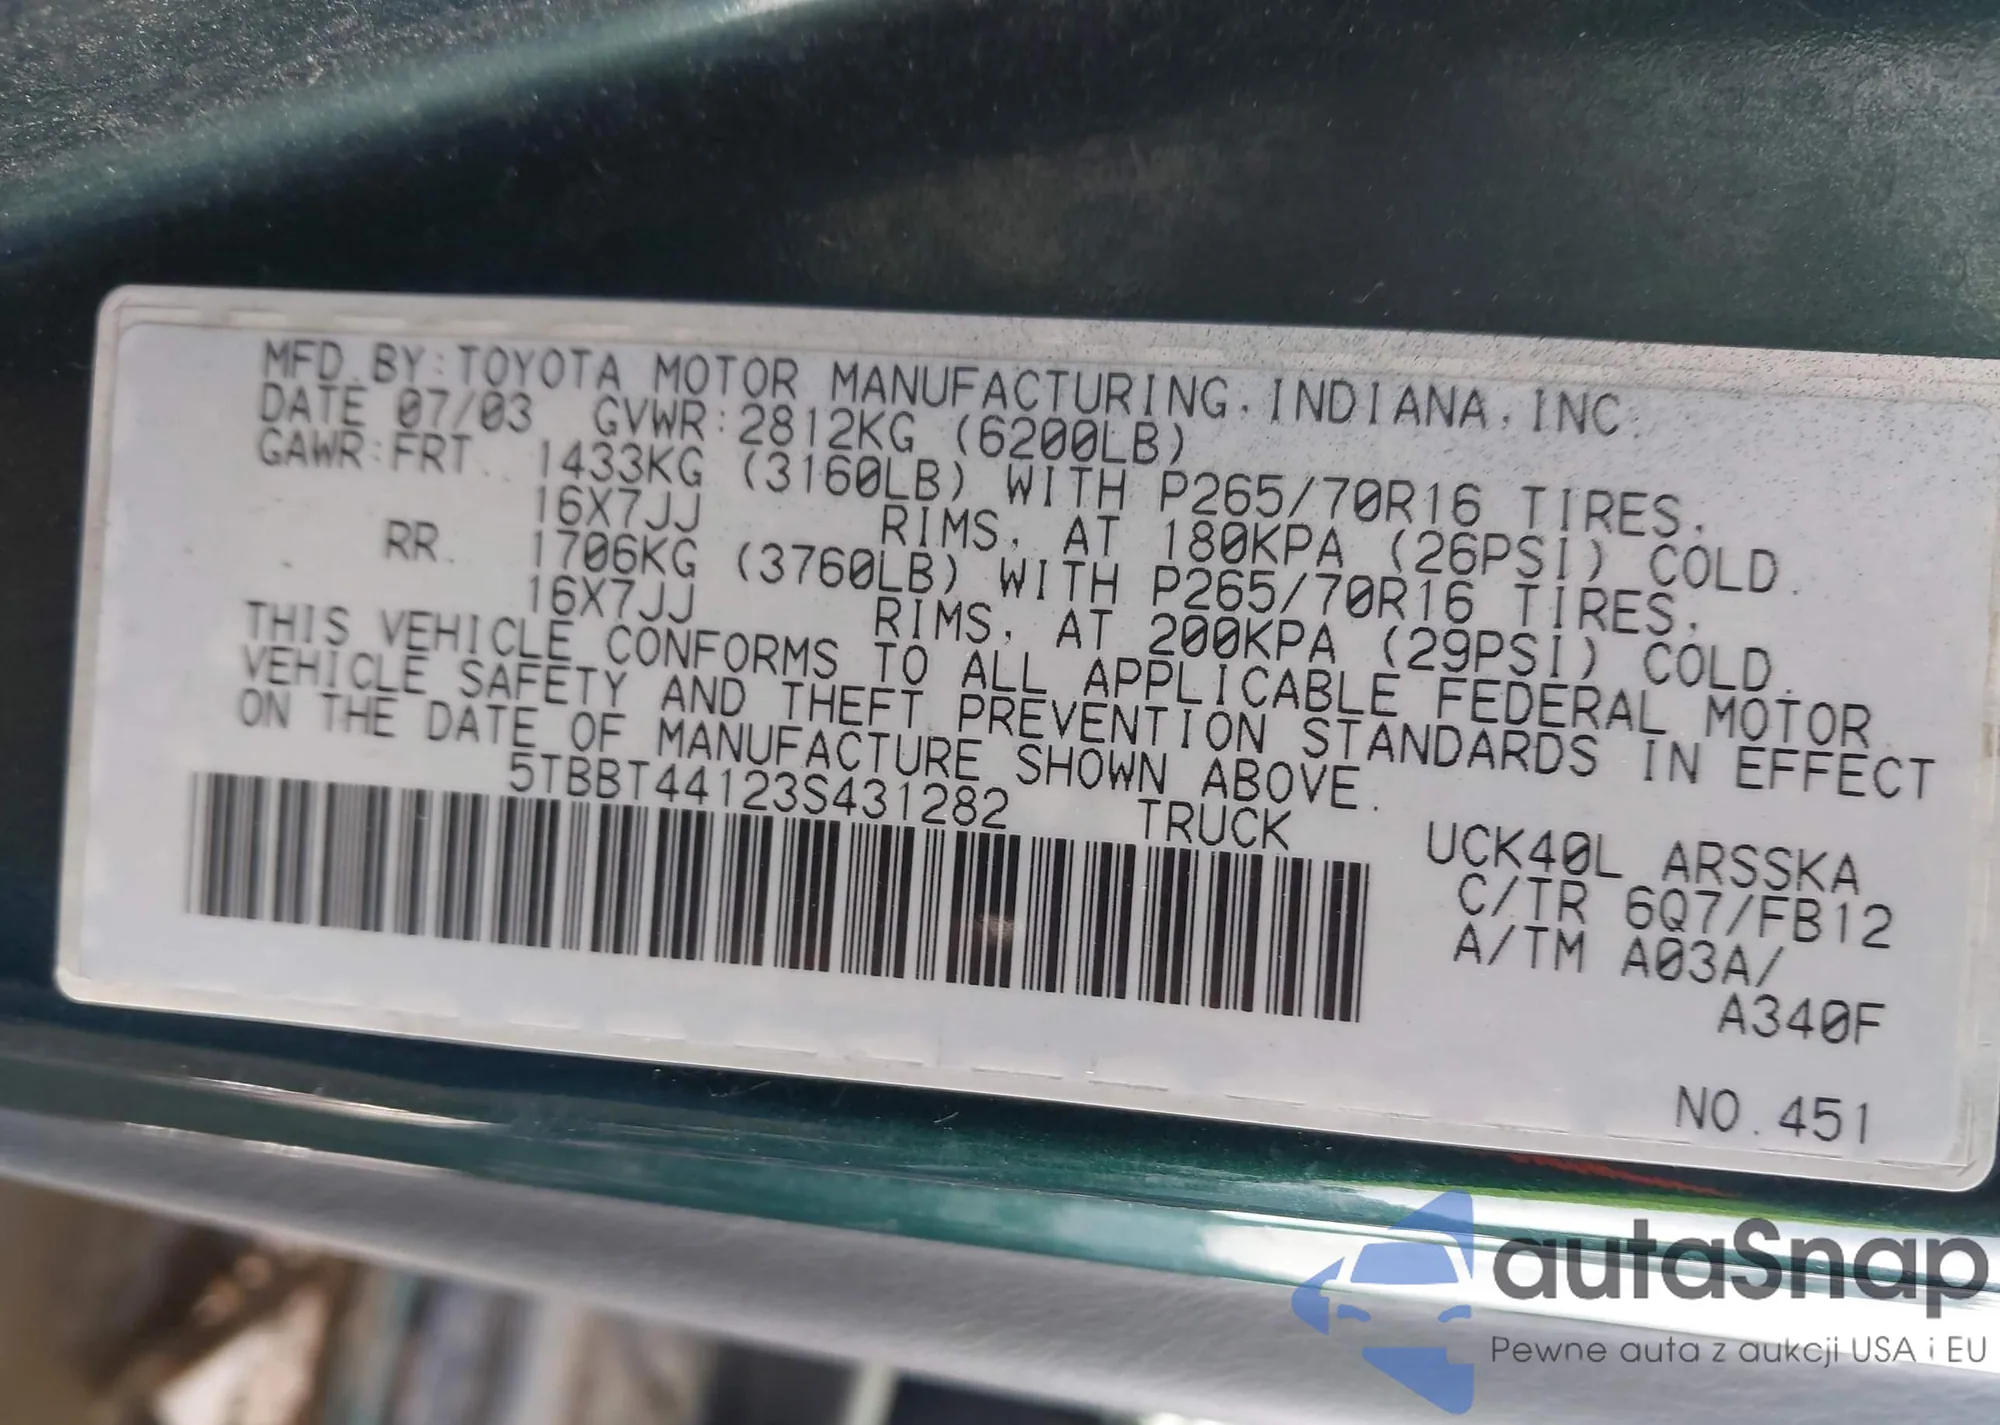 MFD. BY: TOYOTA MOTOR MANUFACTURING, INDIANA, INC.
DATE 07/03 GVWR: 2812KG (6200LB)
GAWR: FRT. 1433KG (3160LB) WITH P265/70R16 TIRES,
16X7JJ RIMS, AT 180KPA (26PSI) COLD.
RR. 1706KG (3760LB) WITH P265/70R16 TIRES,
16X7JJ RIMS, AT 200KPA (29PSI) COLD.
THIS VEHICLE CONFORMS TO ALL APPLICABLE FEDERAL MOTOR
VEHICLE SAFETY AND THEFT PREVENTION STANDARDS IN EFFECT
ON THE DATE OF MANUFACTURE SHOWN ABOVE.
5TBBT44123S431282 TRUCK
UCK40L ARSSKA
C/TR 6Q7/FB12
A/TM A03A/
A340F
NO. 451
autaSnap
Pewne auta z aukcji USA i EU